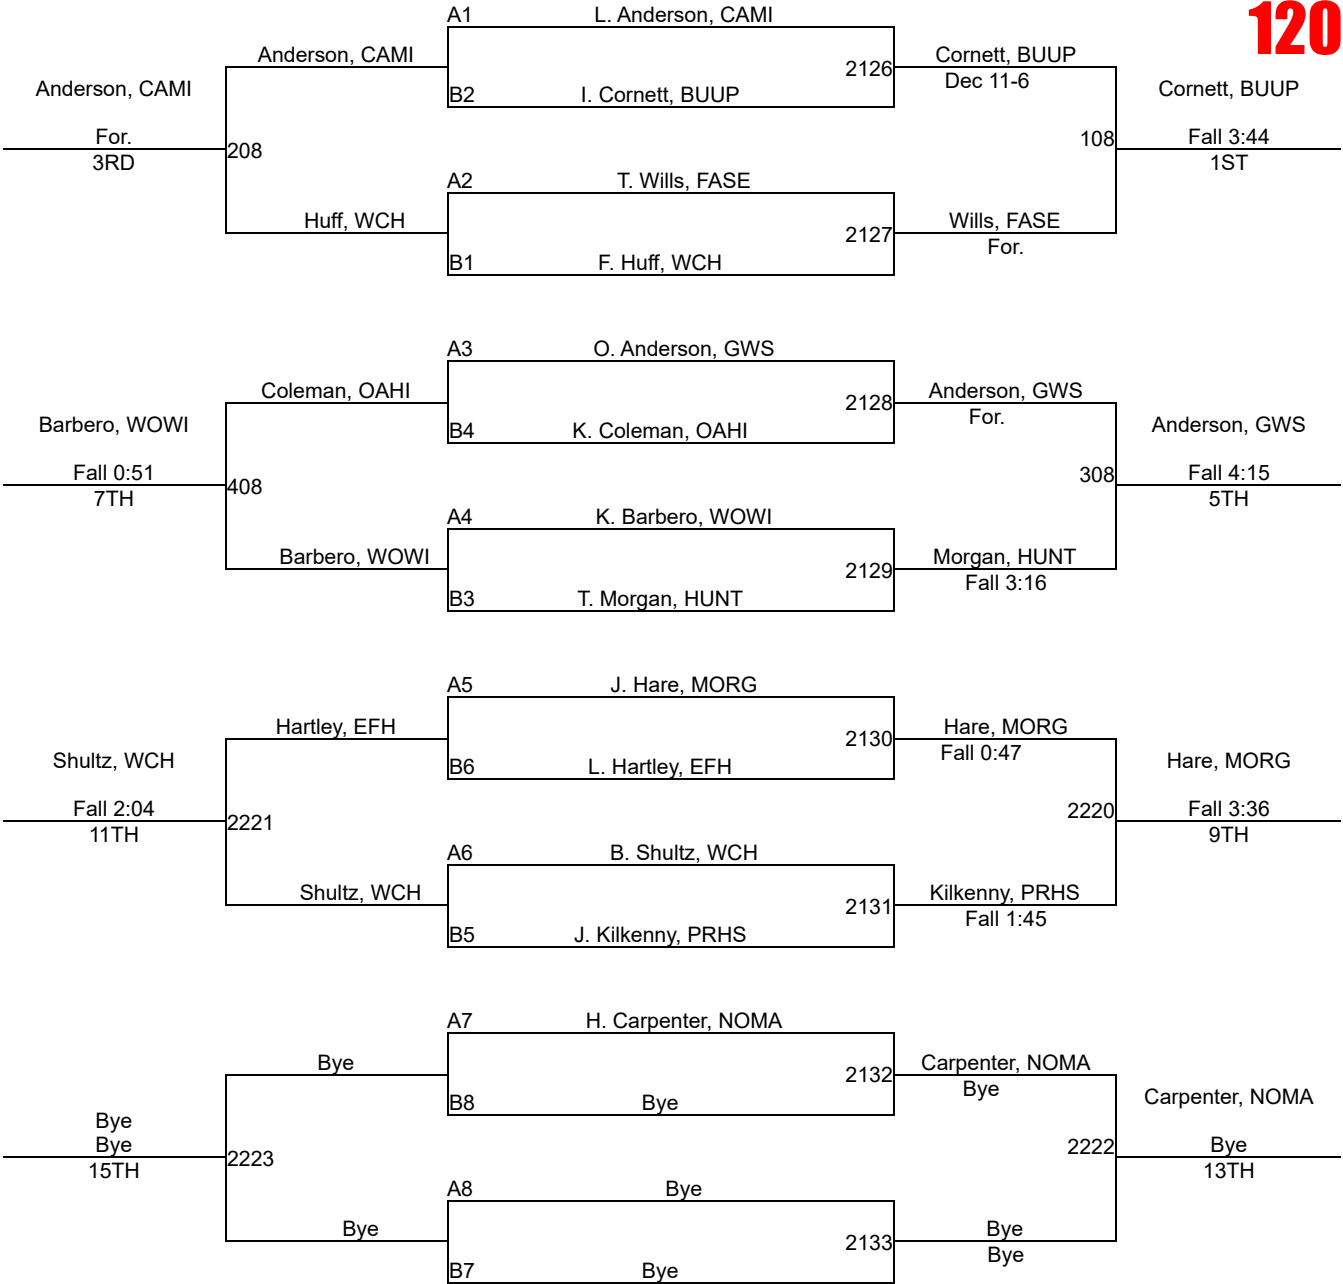 120
A1 L. Anderson, CAMI
Anderson, CAMI
Cornett, BUUP
2126
Dec 11-6
Anderson, CAMI
Cornett, BUUP
B2 I. Cornett, BUUP
For.
208
3RD
108
Fall 3:44
1ST
A2 T. Wills, FASE
Huff, WCH
2127
Wills, FASE
For.
B1 F. Huff, WCH
A3 O. Anderson, GWS
Coleman, OAHI
2128
Anderson, GWS
For.
Barbero, WOWI
Anderson, GWS
B4 K. Coleman, OAHI
Fall 0:51
408
7TH
308
Fall 4:15
5TH
A4 K. Barbero, WOWI
Barbero, WOWI
2129
Morgan, HUNT
Fall 3:16
B3 T. Morgan, HUNT
A5 J. Hare, MORG
Hartley, EFH
2130
Hare, MORG
Fall 0:47
Shultz, WCH
Hare, MORG
B6 L. Hartley, EFH
Fall 2:04
2221
11TH
2220
Fall 3:36
9TH
A6 B. Shultz, WCH
Shultz, WCH
2131
Kilkenny, PRHS
Fall 1:45
B5 J. Kilkenny, PRHS
A7 H. Carpenter, NOMA
Bye
2132
Carpenter, NOMA
Bye
Carpenter, NOMA
B8 Bye
Bye
Bye
2223
15TH
2222
Bye
13TH
A8 Bye
Bye
2133
Bye
Bye
B7 Bye